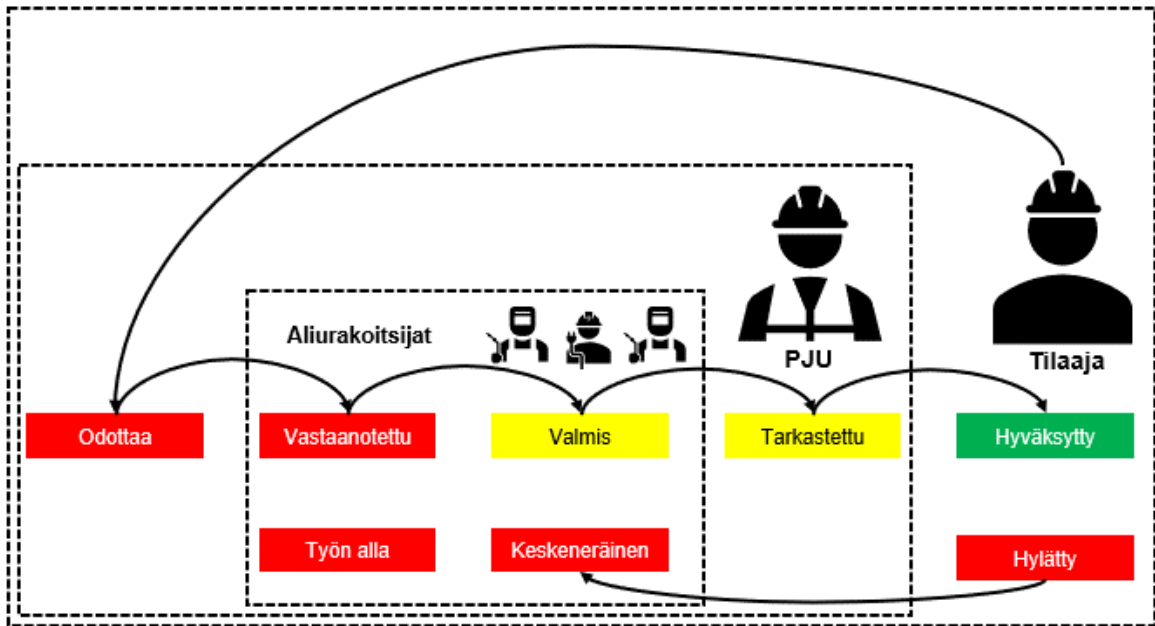 Aliurakoitsijat
PJU
Tilaaja
Odottaa
Vastaanotettu
Valmis
Tarkastettu
Hyväksytty
Työn alla
Keskeneräinen
Hylätty